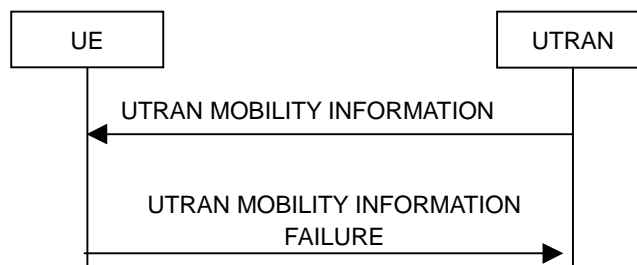 UE
UTRAN
UTRAN MOBILITY INFORMATION
UTRAN MOBILITY INFORMATION
FAILURE